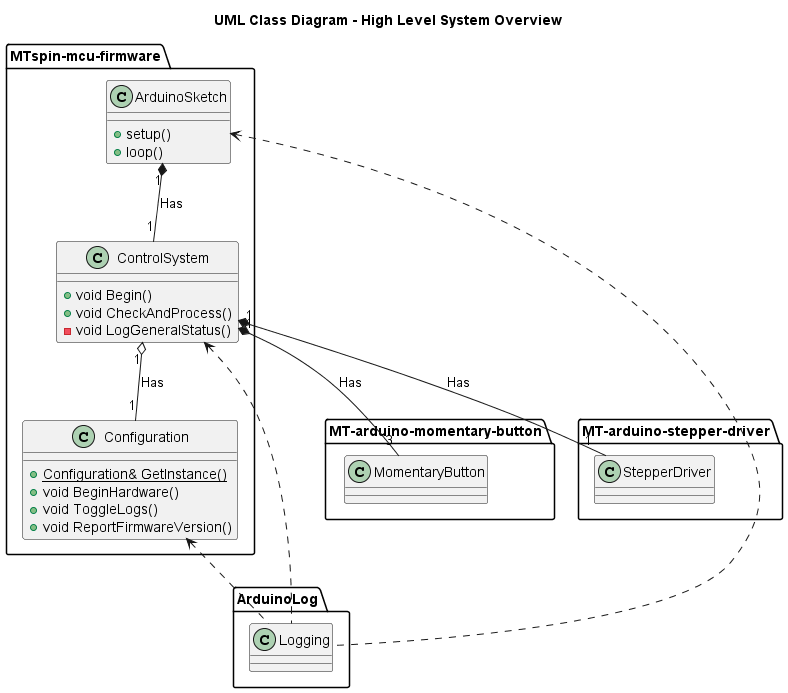 UML Class Diagram - High Level System Overview
MTspin-mcu-firmware
C ArduinoSketch
setup()
loop()
1
Has
1
C ControlSystem
void Begin()
void CheckAndProcess()
void LogGeneralStatus()
1
1
Has
1
Has
Has
C Configuration
Configuration& GetInstance()
void BeginHardware()
void ToggleLogs()
void ReportFirmwareVersion()
MT-arduino-momentary-button
3
C MomentaryButton
MT-arduino-stepper-driver
1
C StepperDriver
ArduinoLog
C Logging